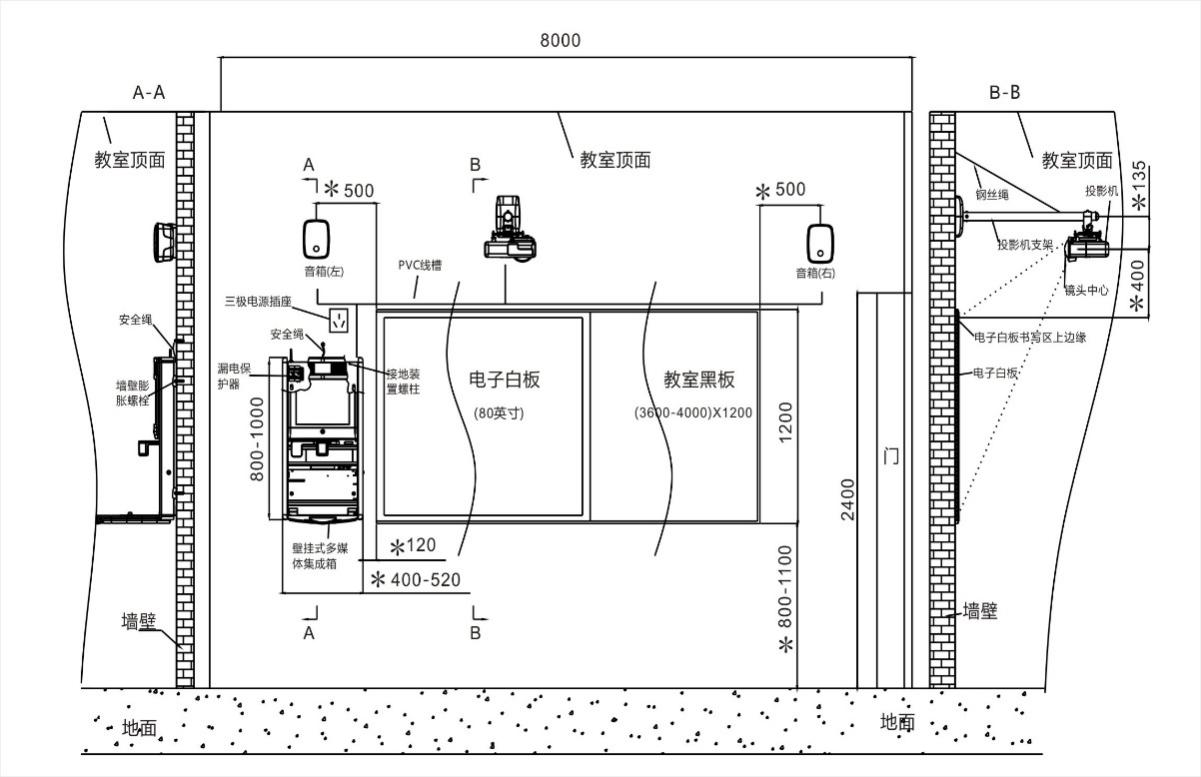 8000
A-A
B-B
教室顶面
教室顶面
教室顶面
A
B
✻500
✻500
✻135
钢丝绳
投影机
投影机支架
音箱(左)
PVC线槽
音箱(右)
镜头中心
✻400
三极电源插座
安全绳
安全绳
电子白板书写区上边缘
漏电保
护器
接地装
置螺柱
电子白板
(80英寸)
教室黑板
(3600-4000)X1200
电子白板
墙壁膨
胀螺栓
800-1000
1200
门
2400
壁挂式多媒
体集成箱
✻120
✻400-520
✻800-1100
A
B
墙壁
墙壁
地面
地面